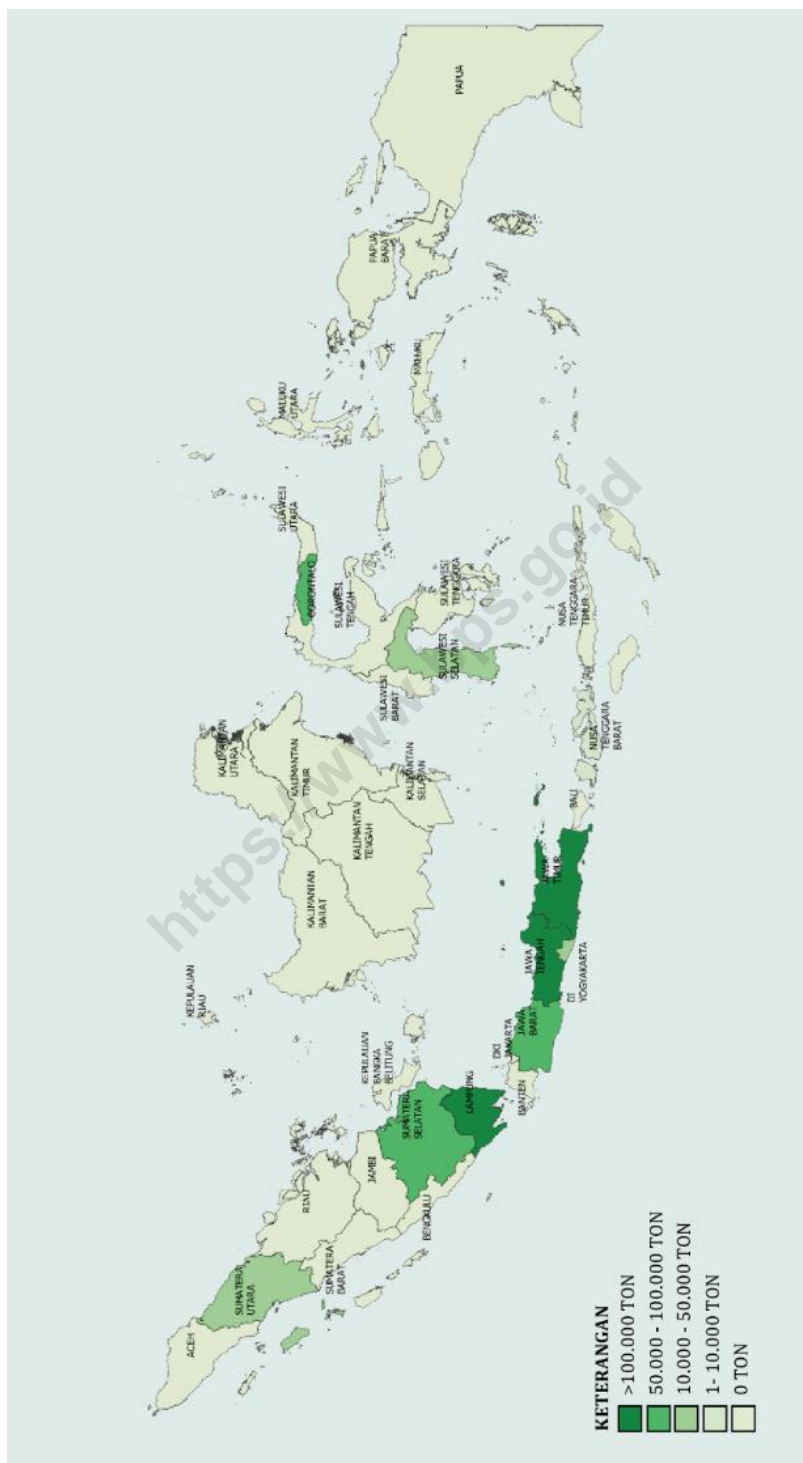 ACEH
SUMATERA
UTARA
SUMATERA
BARAT
RIAU
KEPULAUAN
RIAU
JAMBI
BENGKULU
SUMATERA
SELATAN
KEPULAUAN
BANGKA
BELITUNG
LAMPUNG
BANTEN
DKI
JAKARTA
JAWA
BARAT
JAWA
TENGAH
DI
YOGYAKARTA
JAWA
TIMUR
BALI
NUSA
TENGGARA
BARAT
NUSA
TENGGARA
TIMUR
KALIMANTAN
BARAT
KALIMANTAN
TENGAH
KALIMANTAN
SELATAN
KALIMANTAN
TIMUR
KALIMANTAN
UTARA
SULAWESI
BARAT
SULAWESI
SELATAN
SULAWESI
TENGAH
SULAWESI
TENGGARA
GORONTALO
SULAWESI
UTARA
MALUKU
UTARA
MALUKU
PAPUA
BARAT
PAPUA
https://www.bps.go.id
KETERANGAN
>100.000 TON
50.000 - 100.000 TON
10.000 - 50.000 TON
1- 10.000 TON
0 TON